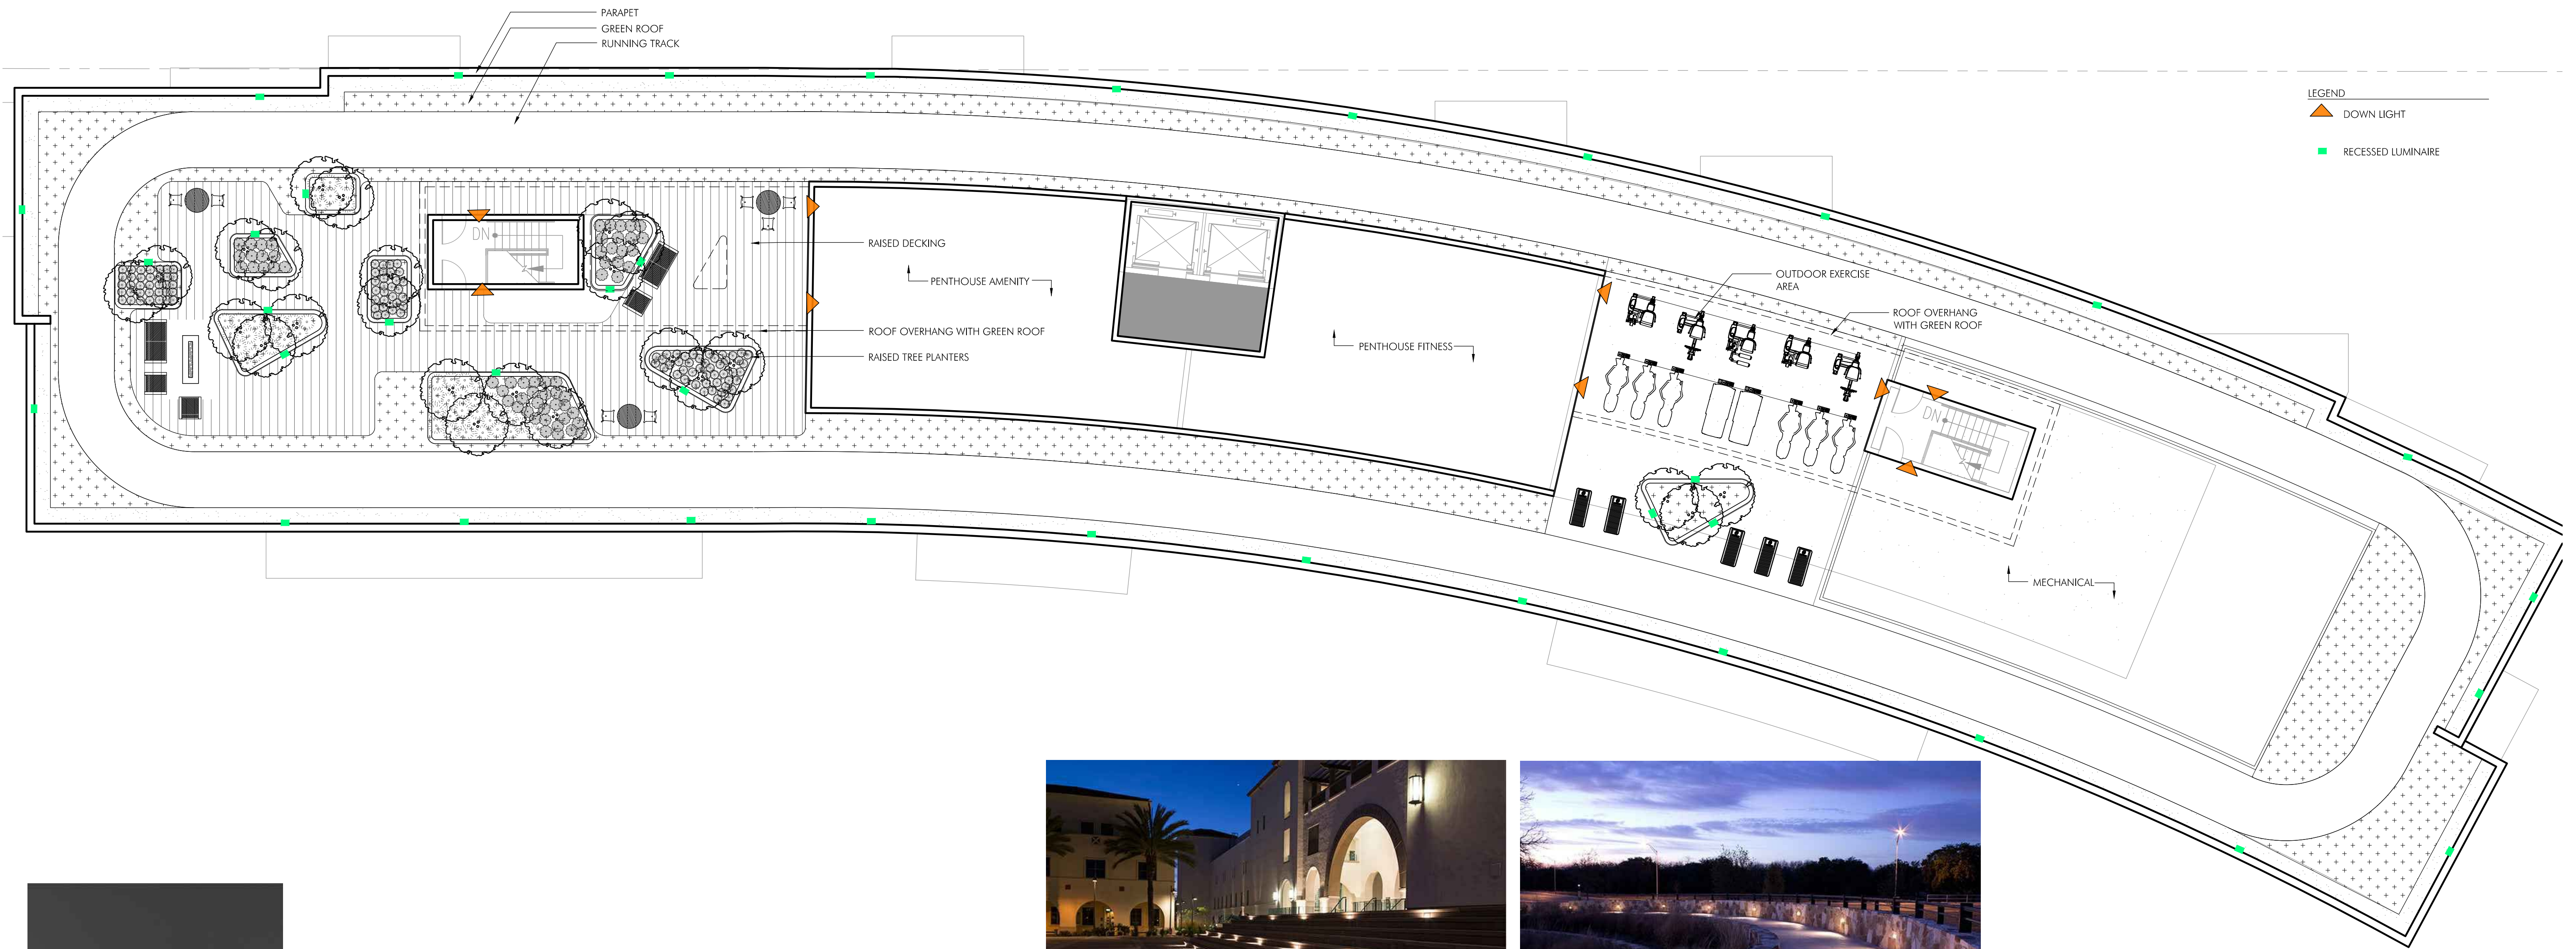 PARAPET
GREEN ROOF
RUNNING TRACK
LEGEND
DOWN LIGHT
RECESSED LUMINAIRE
DN
RAISED DECKING
PENTHOUSE AMENITY
ROOF OVERHANG WITH GREEN ROOF
RAISED TREE PLANTERS
PENTHOUSE FITNESS
OUTDOOR EXERCISE
AREA
ROOF OVERHANG
WITH GREEN ROOF
DN
MECHANICAL